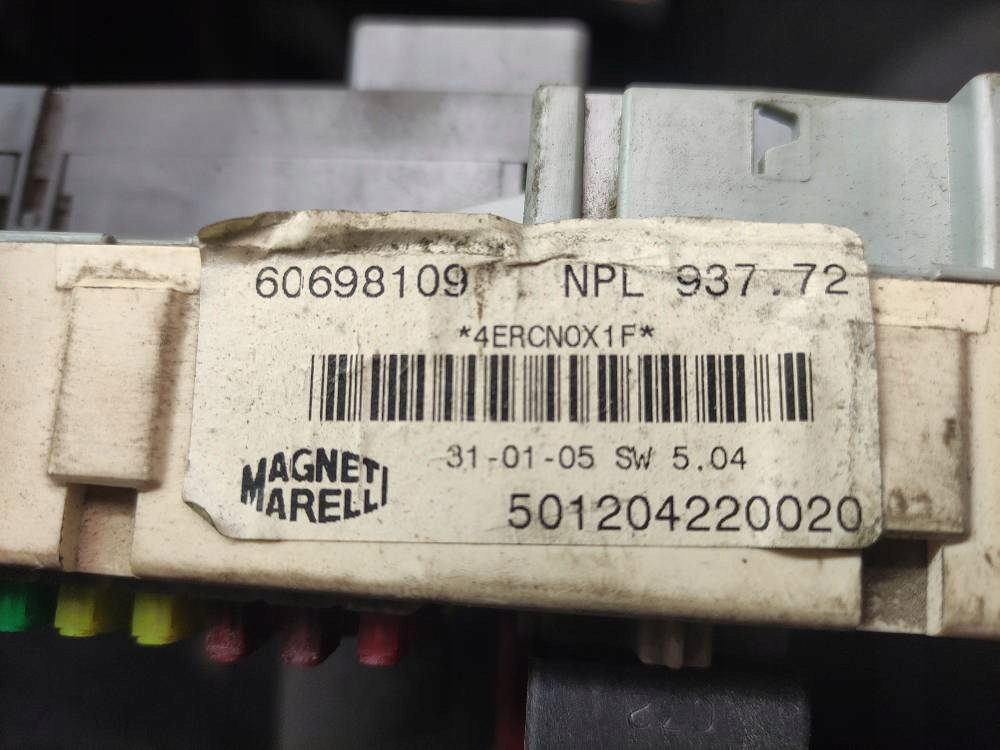 60698109 NPL 937.72
*4ERCN0X1F*
31-01-05 SW 5.04
MAGNETI
MARELLI
501204220020